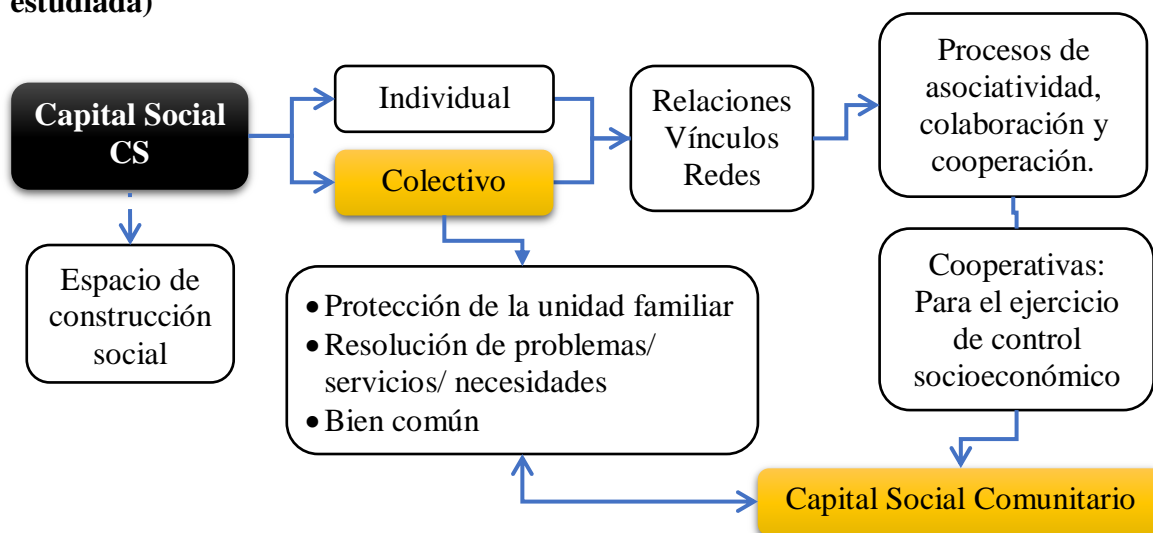 estudiada)
Capital Social
CS
Individual
Colectivo
Relaciones
Vínculos
Redes
Procesos de
asociatividad,
colaboración y
cooperación.
Espacio de
construcción
social
• Protección de la unidad familiar
• Resolución de problemas/
servicios/ necesidades
• Bien común
Cooperativas:
Para el ejercicio
de control
socioeconómico
Capital Social Comunitario